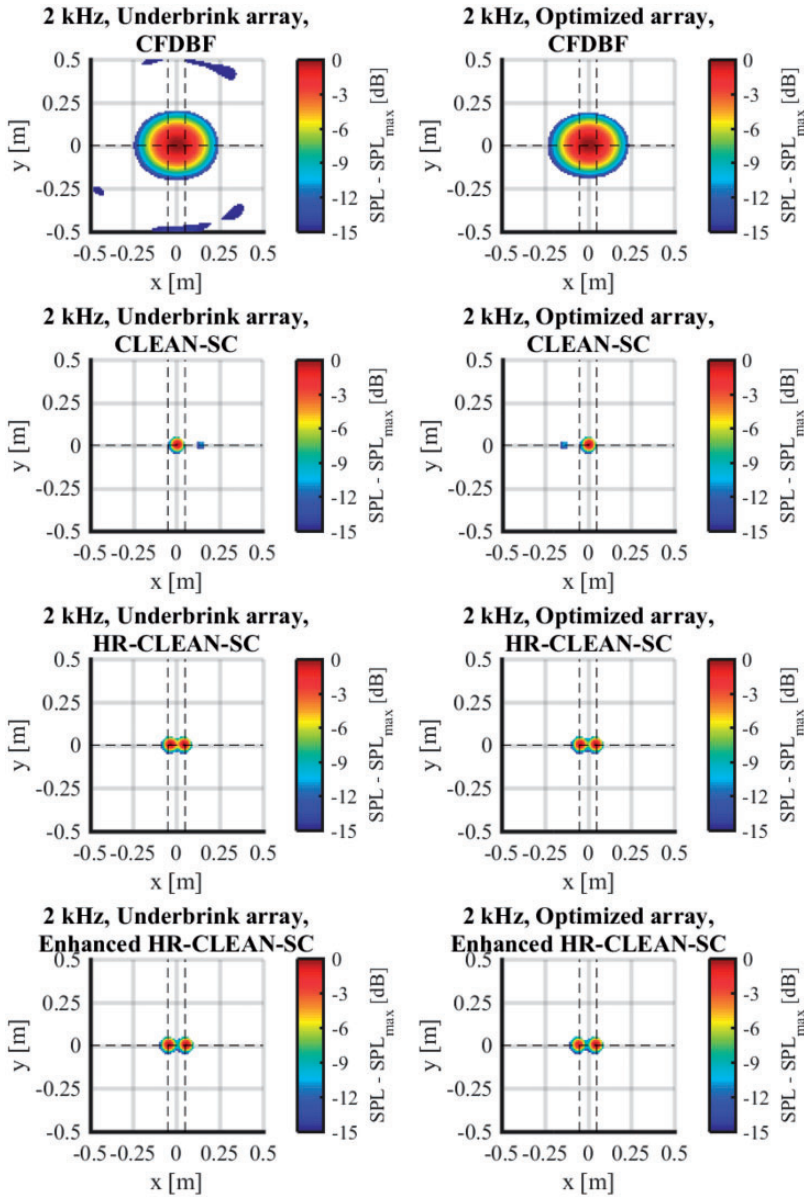 2 kHz, Underbrink array,
CFDBF
0.5
0.25
0
-0.25
-0.5
y [m]
-0.5 -0.25 0 0.25 0.5
x [m]
0
-3
-6
-9
-12
-15
SPL - SPLmax [dB]
2 kHz, Optimized array,
CFDBF
0.5
0.25
0
-0.25
-0.5
y [m]
-0.5 -0.25 0 0.25 0.5
x [m]
0
-3
-6
-9
-12
-15
SPL - SPLmax [dB]
2 kHz, Underbrink array,
CLEAN-SC
0.5
0.25
0
-0.25
-0.5
y [m]
-0.5 -0.25 0 0.25 0.5
x [m]
0
-3
-6
-9
-12
-15
SPL - SPLmax [dB]
2 kHz, Optimized array,
CLEAN-SC
0.5
0.25
0
-0.25
-0.5
y [m]
-0.5 -0.25 0 0.25 0.5
x [m]
0
-3
-6
-9
-12
-15
SPL - SPLmax [dB]
2 kHz, Underbrink array,
HR-CLEAN-SC
0.5
0.25
0
-0.25
-0.5
y [m]
-0.5 -0.25 0 0.25 0.5
x [m]
0
-3
-6
-9
-12
-15
SPL - SPLmax [dB]
2 kHz, Optimized array,
HR-CLEAN-SC
0.5
0.25
0
-0.25
-0.5
y [m]
-0.5 -0.25 0 0.25 0.5
x [m]
0
-3
-6
-9
-12
-15
SPL - SPLmax [dB]
2 kHz, Underbrink array,
Enhanced HR-CLEAN-SC
0.5
0.25
0
-0.25
-0.5
y [m]
-0.5 -0.25 0 0.25 0.5
x [m]
0
-3
-6
-9
-12
-15
SPL - SPLmax [dB]
2 kHz, Optimized array,
Enhanced HR-CLEAN-SC
0.5
0.25
0
-0.25
-0.5
y [m]
-0.5 -0.25 0 0.25 0.5
x [m]
0
-3
-6
-9
-12
-15
SPL - SPLmax [dB]